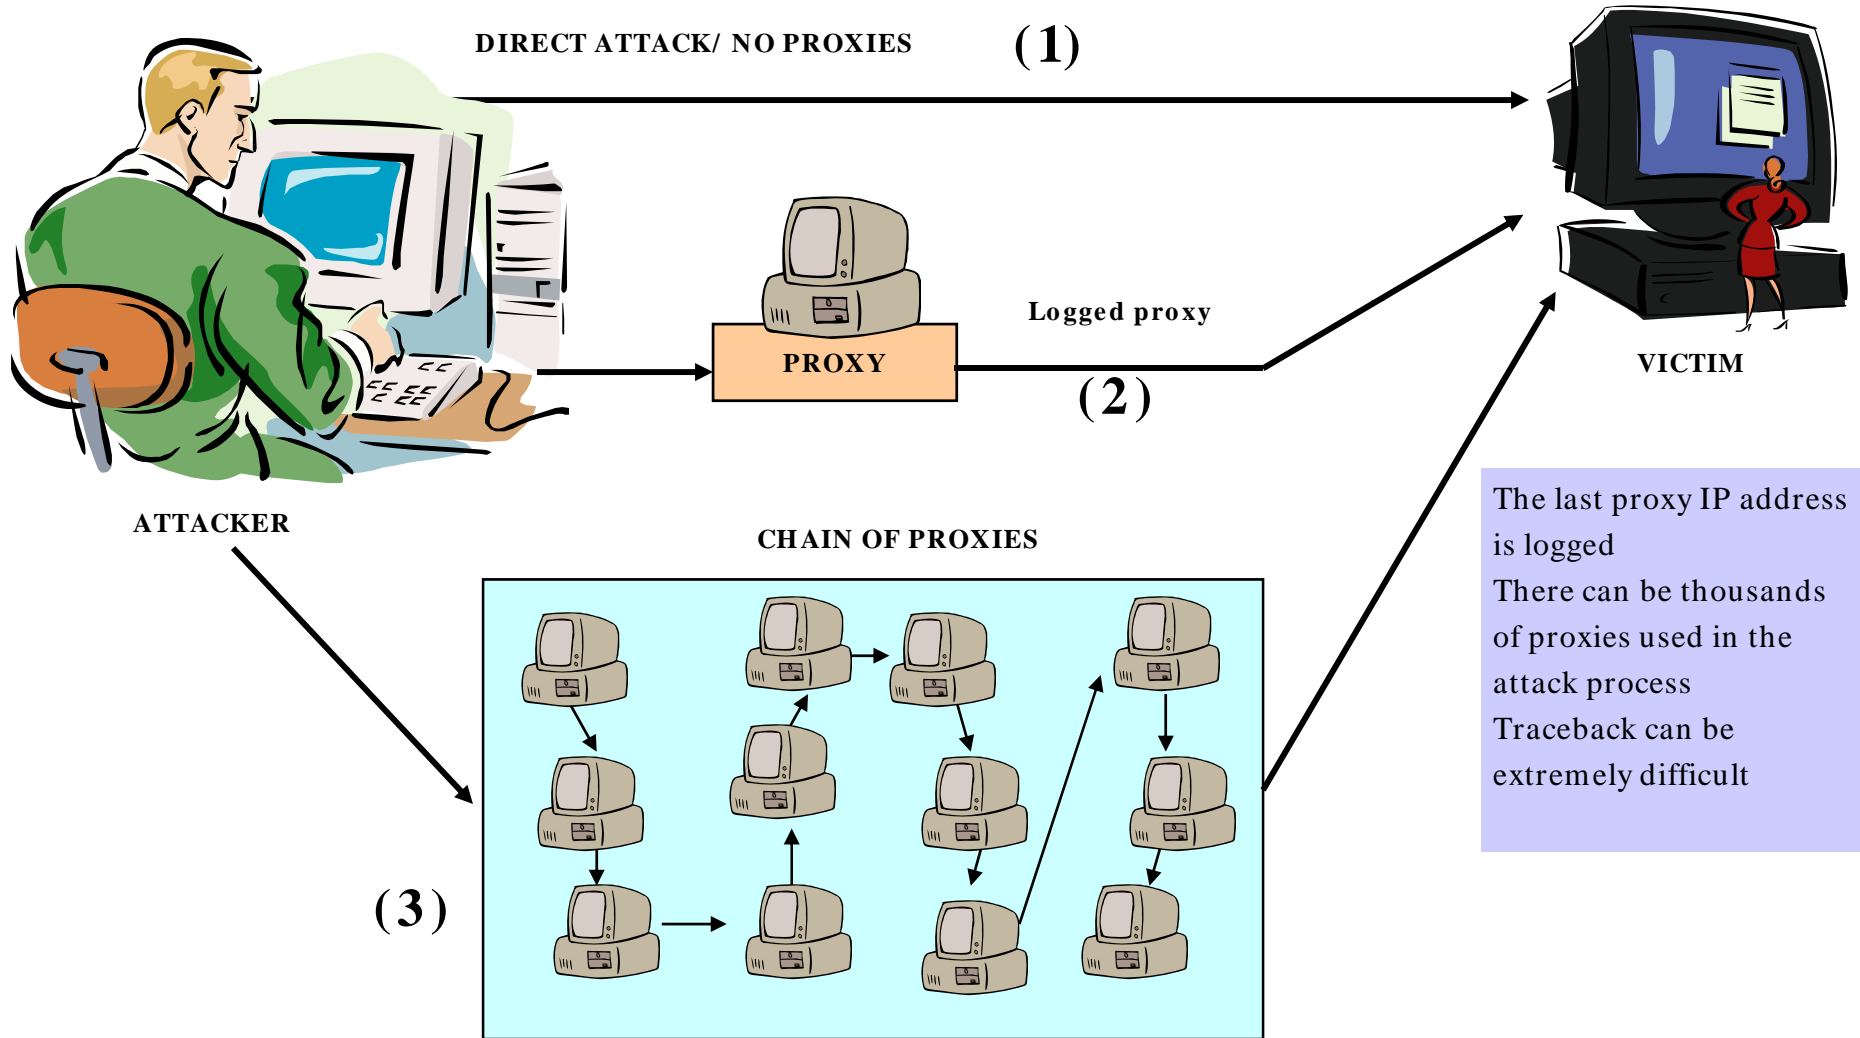 DIRECT ATTACK/ NO PROXIES
(1)
Logged proxy
PROXY
(2)
VICTIM
ATTACKER
CHAIN OF PROXIES
(3)
The last proxy IP address
is logged
There can be thousands
of proxies used in the
attack process
Traceback can be
extremely difficult